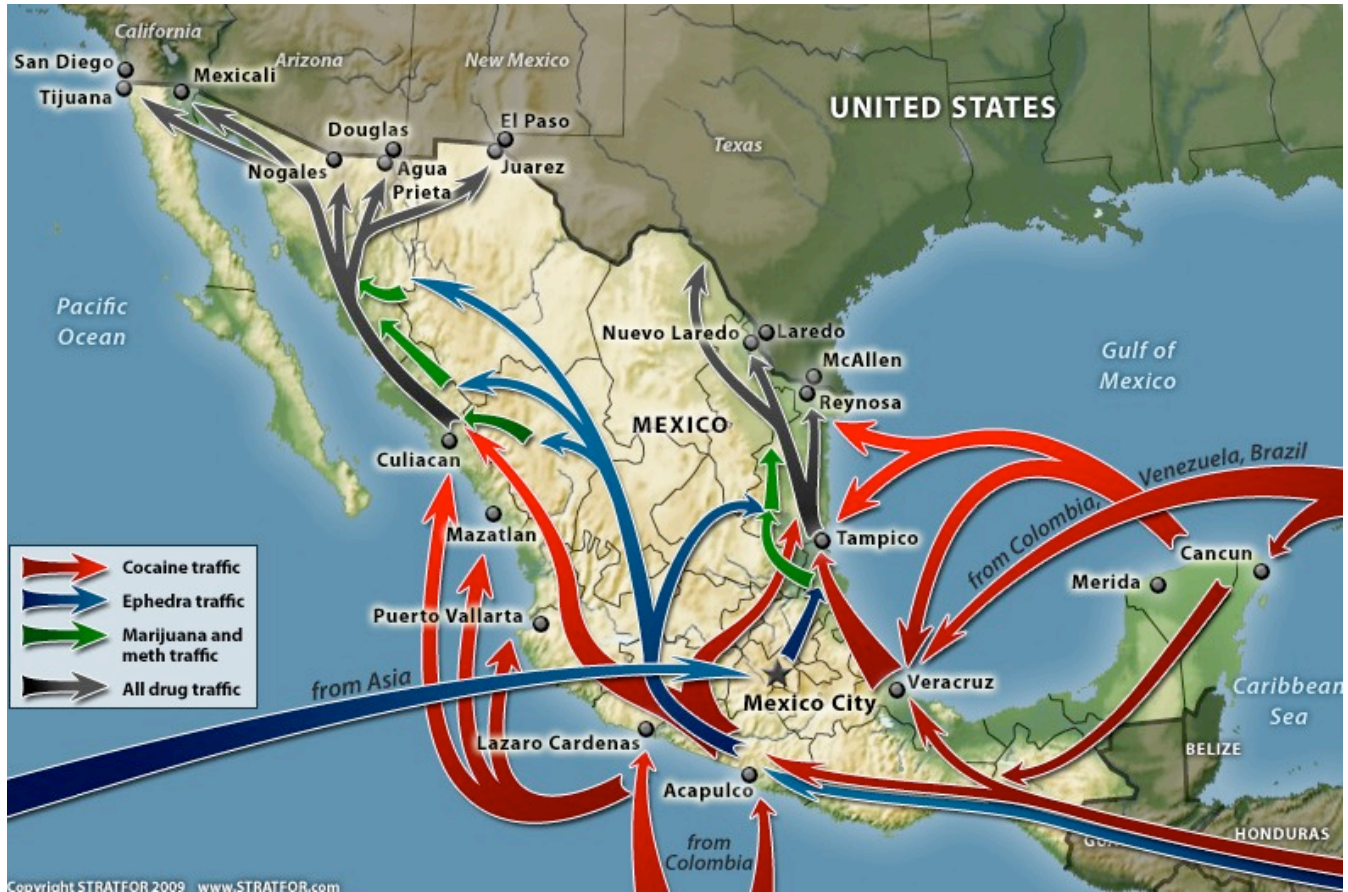 California
Arizona
New Mexico
San Diego
Mexicali
Tijuana
UNITED STATES
El Paso
Douglas
Texas
Nogales
Agua
Prieta
Juarez
Pacific
Ocean
Nuevo Laredo
Laredo
McAllen
Gulf of
Mexico
Reynosa
MEXICO
Culiacan
from Colombia, Venezuela, Brazil
Mazatlan
Tampico
Cancun
Merida
Cocaine traffic
Ephedra traffic
Marijuana and
meth traffic
All drug traffic
Puerto Vallarta
from Asia
Mexico City
Veracruz
Caribbean
Sea
Lazaro Cardenas
BELIZE
Acapulco
from
Colombia
HONDURAS
Copyright STRATFOR 2009 www.STRATFOR.com